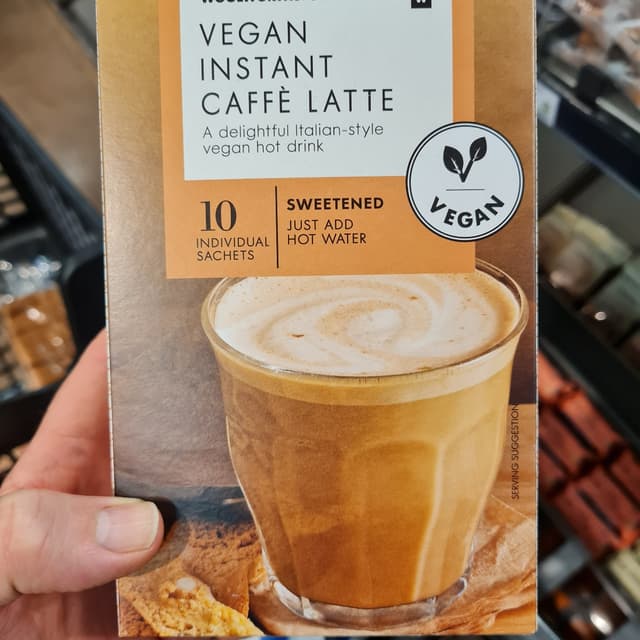 VEGAN
INSTANT
CAFFÈ LATTE
A delightful Italian-style
vegan hot drink
VEGAN
10
INDIVIDUAL
SACHETS
SWEETENED
JUST ADD
HOT WATER
SERVING SUGGESTION